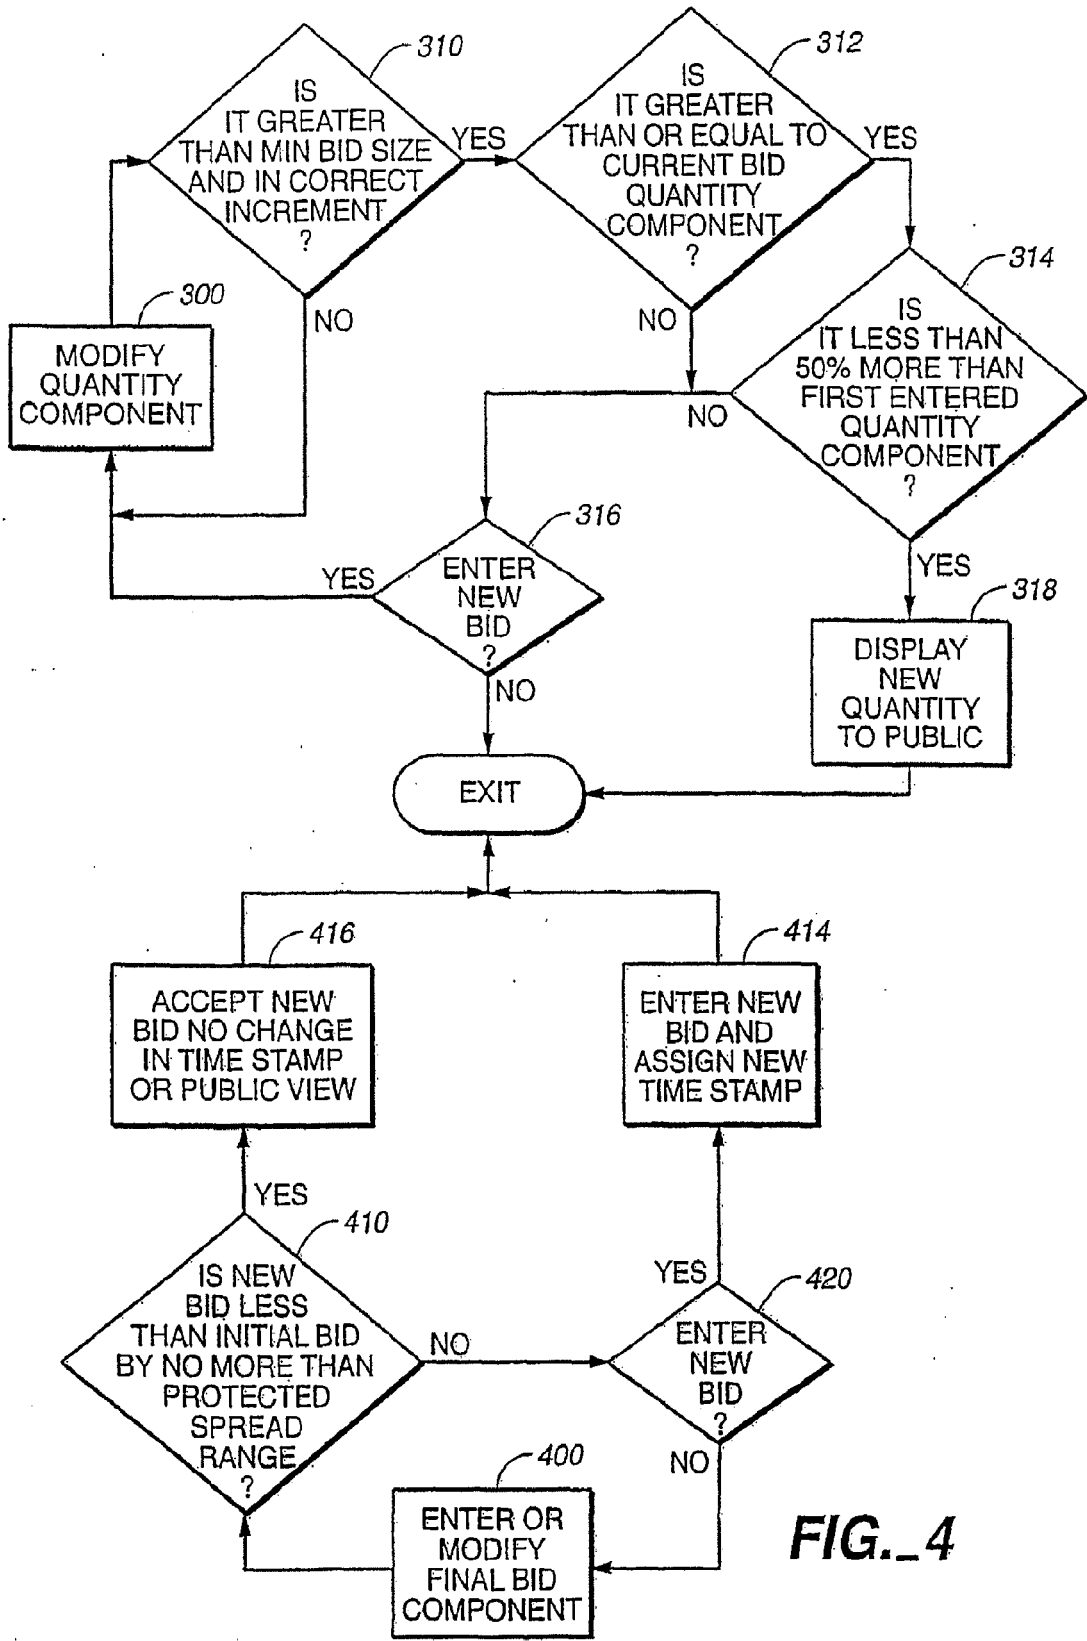 310
IS
IT GREATER
THAN MIN BID SIZE
AND IN CORRECT
INCREMENT
?
YES
NO
312
IS
IT GREATER
THAN OR EQUAL TO
CURRENT BID
QUANTITY
COMPONENT
?
YES
NO
314
IS
IT LESS THAN
50% MORE THAN
FIRST ENTERED
QUANTITY
COMPONENT
?
NO
YES
300
MODIFY
QUANTITY
COMPONENT
316
ENTER
NEW
BID
?
YES
NO
318
DISPLAY
NEW
QUANTITY
TO PUBLIC
EXIT
416
ACCEPT NEW
BID NO CHANGE
IN TIME STAMP
OR PUBLIC VIEW
414
ENTER NEW
BID AND
ASSIGN NEW
TIME STAMP
YES
410
IS NEW
BID LESS
THAN INITIAL BID
BY NO MORE THAN
PROTECTED
SPREAD
RANGE
?
NO
YES
420
ENTER
NEW
BID
?
NO
400
ENTER OR
MODIFY
FINAL BID
COMPONENT
FIG._4